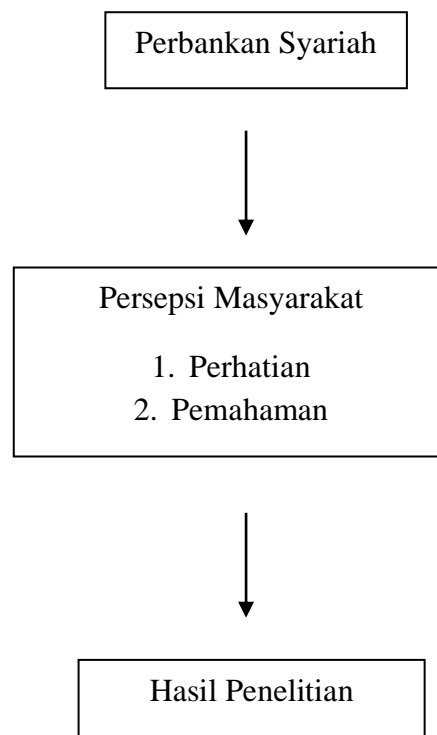 Perbankan Syariah
Persepsi Masyarakat
1. Perhatian
2. Pemahaman
Hasil Penelitian